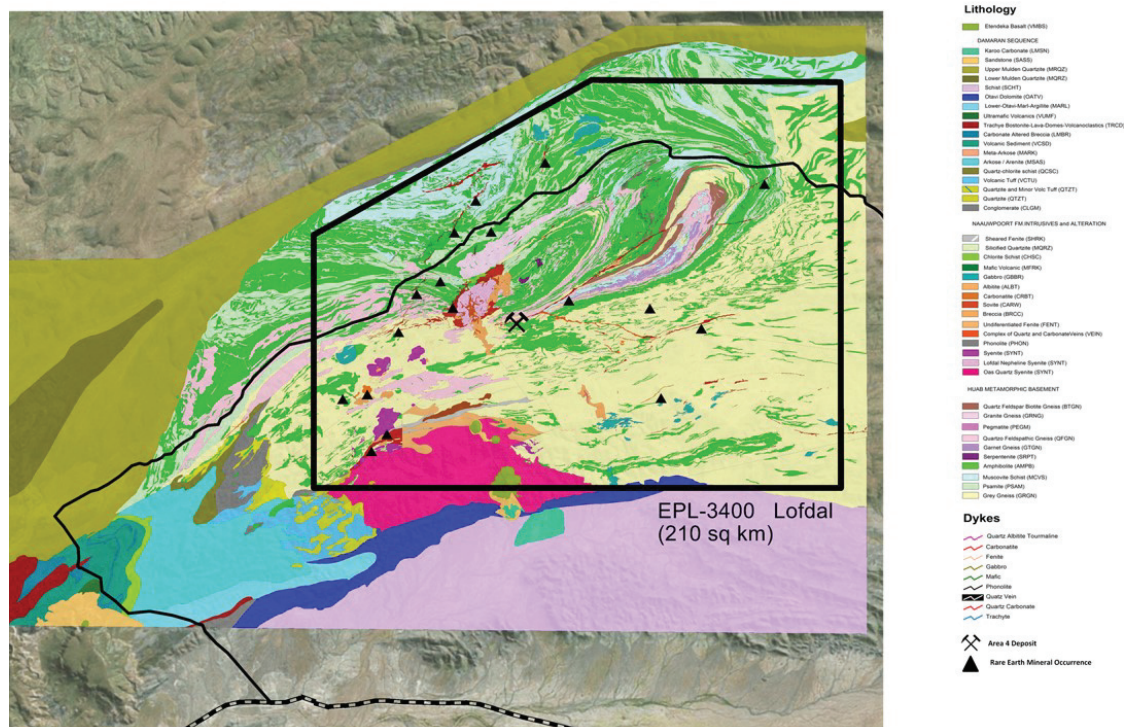 EPL-3400 Lofdal
(210 sq km)
Lithology
Etendeka Basalt (VMBS)
DAMARAN SEQUENCE
Karoo Carbonate (LMSN)
Sandstone (SASS)
Upper Mulden Quartzite (MRQZ)
Lower Mulden Quartzite (MQRZ)
Schist (SCHT)
Otavi Dolomite (OATV)
Lower-Otavi-Marl-Argillite (MARL)
Ultramafic Volcanics (VUMF)
Trachye Bostonite-Lava-Domes-Volcanoclastics (TRCD)
Carbonate Altered Breccia (LMBR)
Volcanic Sediment (VCSD)
Meta-Arkose (MARK)
Arkose / Arenite (MSAS)
Quartz-chlorite schist (QCSC)
Volcanic Tuff (VCTU)
Quartzite and Minor Volc Tuff (QTZT)
Quartzite (QTZT)
Conglomerate (CLGM)
NAAUWPOORT FM INTRUSIVES and ALTERATION
Sheared Fenite (SHRK)
Silicified Quartzite (MQRZ)
Chlorite Schist (CHSC)
Mafic Volcanic (MFRK)
Gabbro (GBBR)
Albitite (ALBT)
Carbonatite (CRBT)
Sovite (CARW)
Breccia (BRCC)
Undifferentiated Fenite (FENT)
Complex of Quartz and CarbonateVeins (VEIN)
Phonolite (PHON)
Syenite (SYNT)
Lofdal Nepheline Syenite (SYNT)
Oas Quartz Syenite (SYNT)
HUAB METAMORPHIC BASEMENT
Quartz Feldspar Biotite Gneiss (BTGN)
Granite Gneiss (GRNG)
Pegmatite (PEGM)
Quartzo Feldspathic Gneiss (QFGN)
Garnet Gneiss (GTGN)
Serpentenite (SRPT)
Amphibolite (AMPB)
Muscovite Schist (MCVS)
Psamite (PSAM)
Grey Gneiss (GRGN)
Dykes
Quartz Albitite Tourmaline
Carbonatite
Fenite
Gabbro
Mafic
Phonolite
Quatz Vein
Quartz Carbonate
Trachyte
Area 4 Deposit
Rare Earth Mineral Occurrence